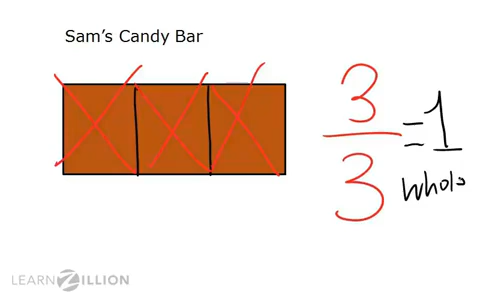 Sam's Candy Bar
3
3
=1
whole
LEARNZILLION